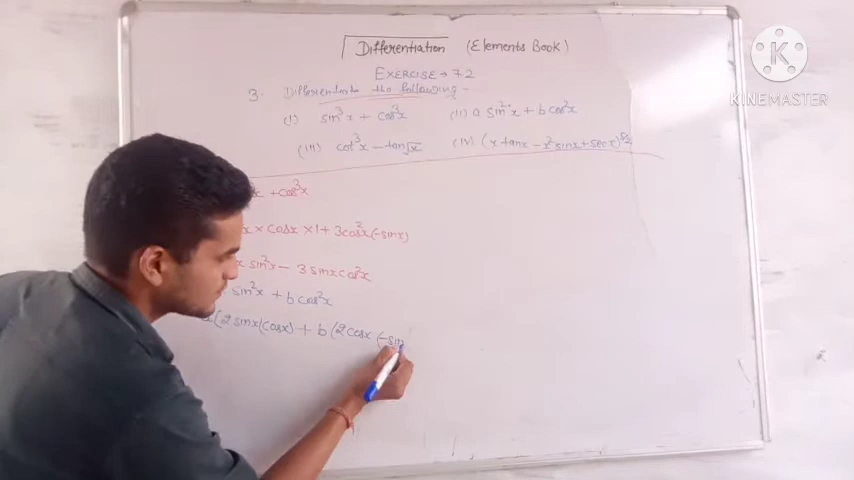 Differentiation (Elements Book)
EXERCISE → 7.2
3. Differentiate the following :-
(i) sin³x + cos³x (ii) a sin²x + b cos²x
(iii) cot³x - tan√x (iv) (x tanx - x² sinx + sec x)
x + cos³x
x × cosx × 1 + 3cos²x (-sinx)
x sin²x - 3 sinx cos²x
sin²x + b cos²x
(2 sinx (cosx) + b (2 cosx (-sin
KINEMASTER